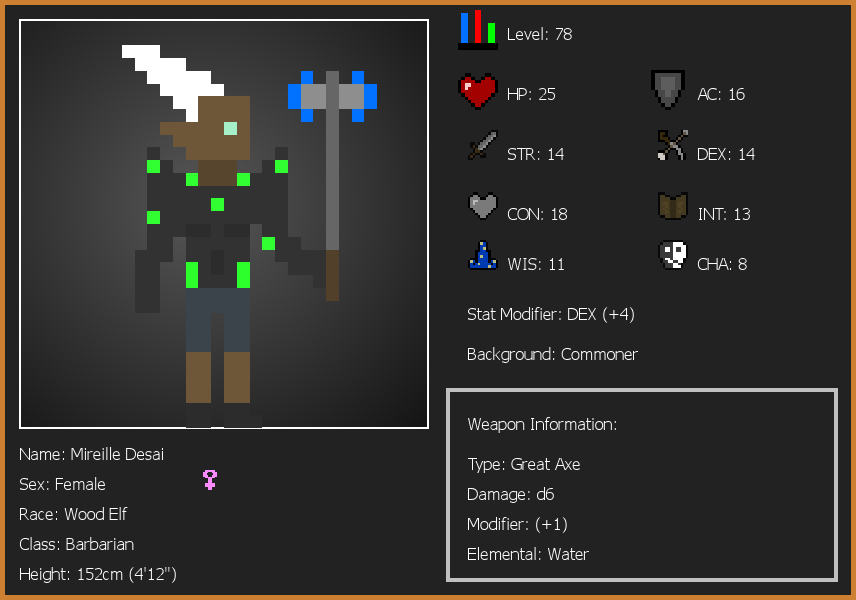 Level: 78
HP: 25
AC: 16
STR: 14
DEX: 14
CON: 18
INT: 13
WIS: 11
CHA: 8
Stat Modifier: DEX (+4)
Background: Commoner
Weapon Information:
Type: Great Axe
Damage: d6
Modifier: (+1)
Elemental: Water
Name: Mireille Desai
Sex: Female
Race: Wood Elf
Class: Barbarian
Height: 152cm (4'12")